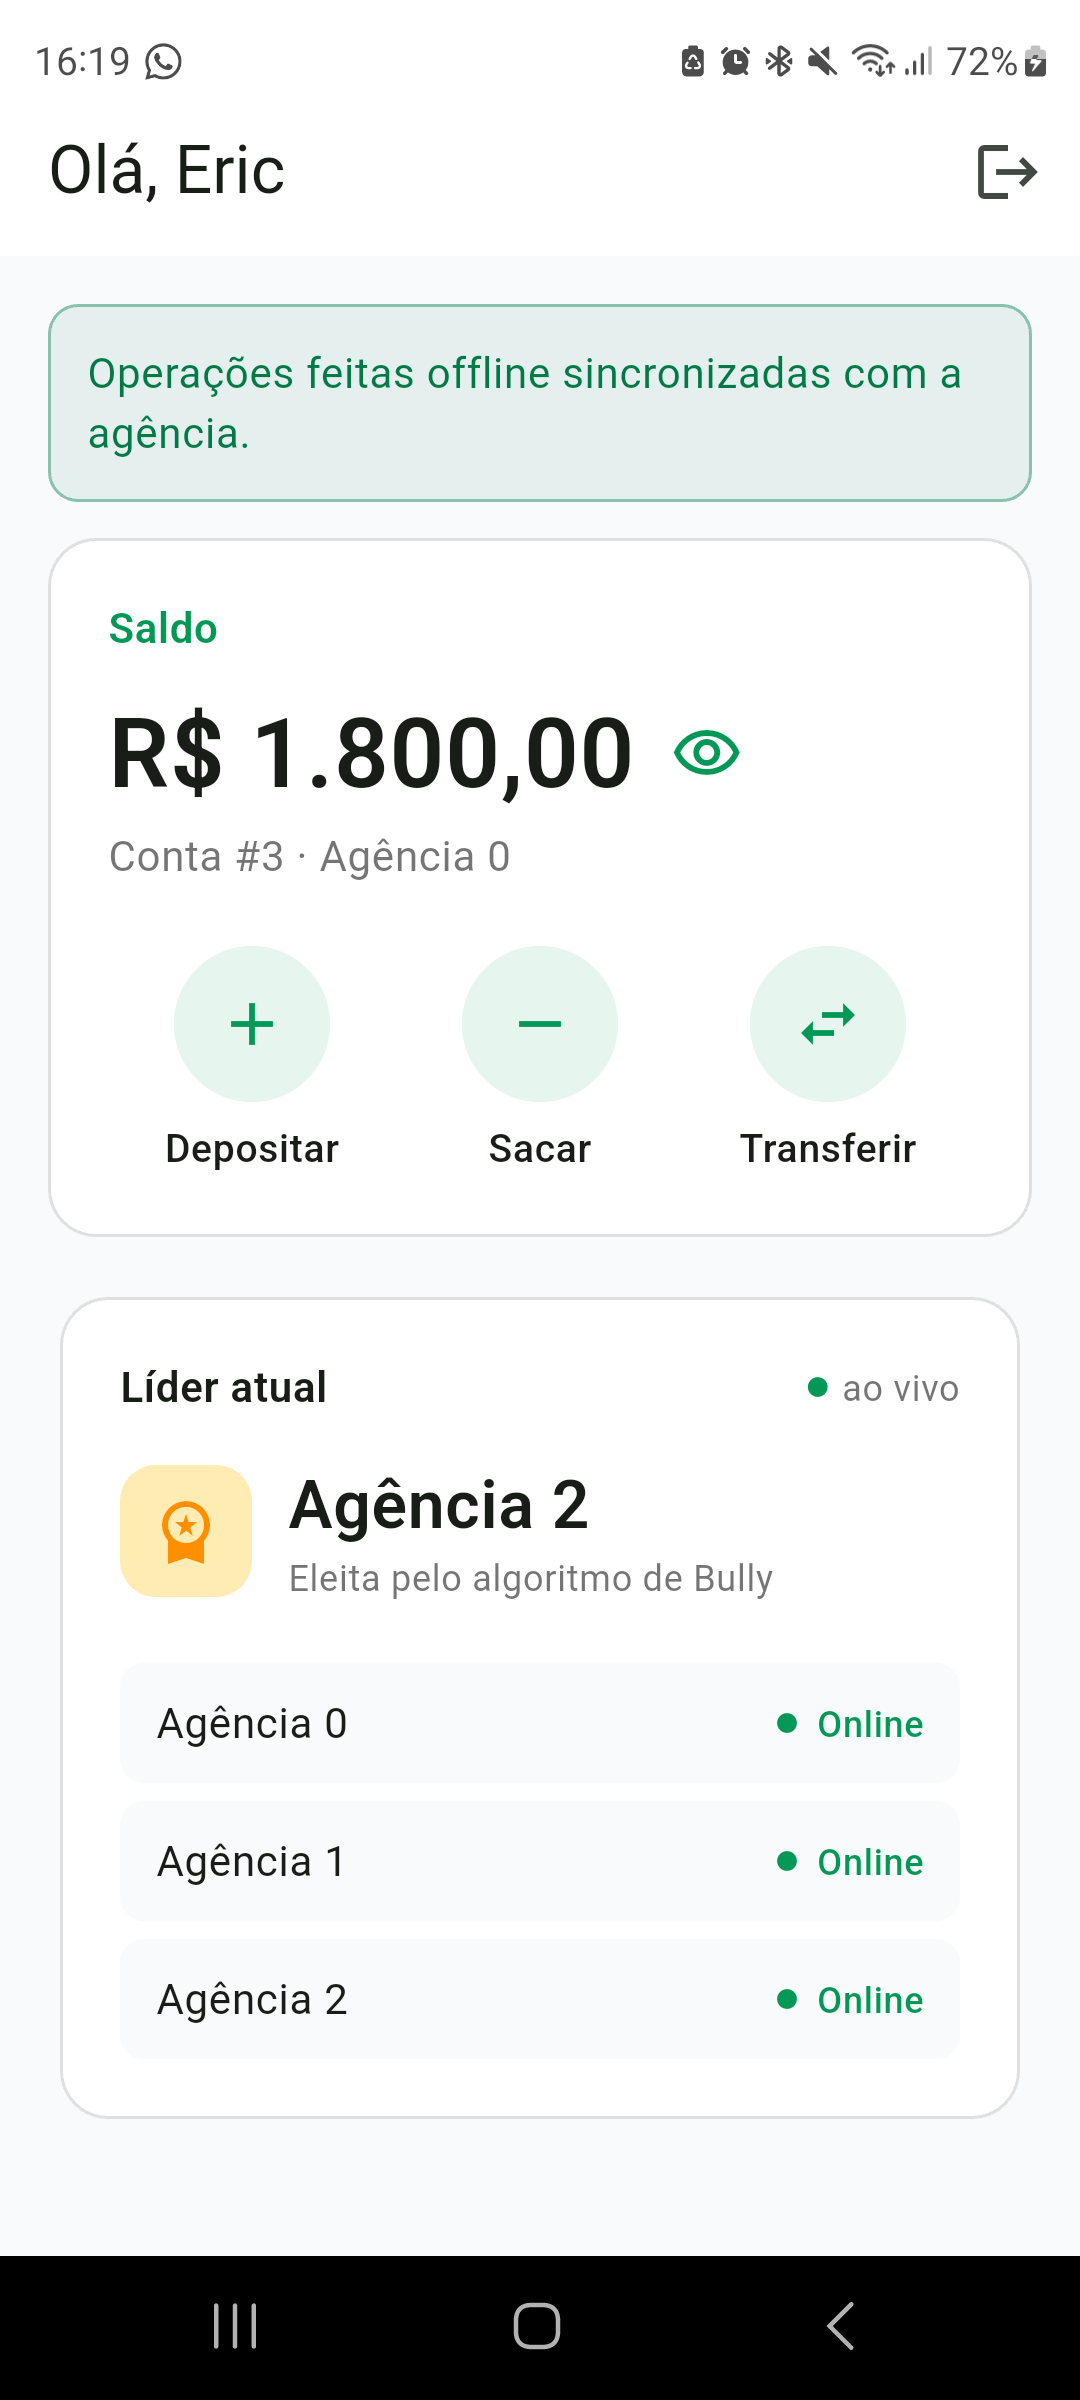 16:19
72%
Olá, Eric
Operações feitas offline sincronizadas com a
agência.
Saldo
R$ 1.800,00
Conta #3 · Agência 0
Depositar
Sacar
Transferir
Líder atual
ao vivo
Agência 2
Eleita pelo algoritmo de Bully
Agência 0
Online
Agência 1
Online
Agência 2
Online